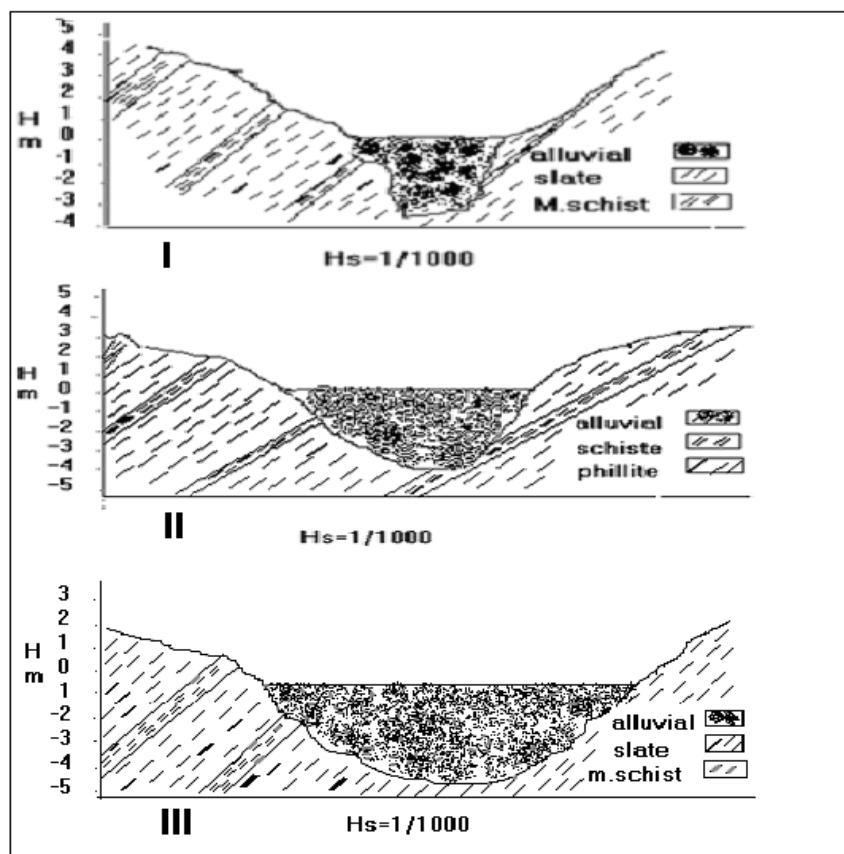 5
4
3
2
1
0
-1
-2
-3
-4
H
m
alluvial
slate
M.schist
I
Hs=1/1000
5
4
3
2
1
0
-1
-2
-3
-4
-5
H
m
alluvial
schiste
phillite
II
Hs=1/1000
3
2
1
0
1
-2
-3
-4
-5
H
m
alluvial
slate
m.schist
III
Hs=1/1000